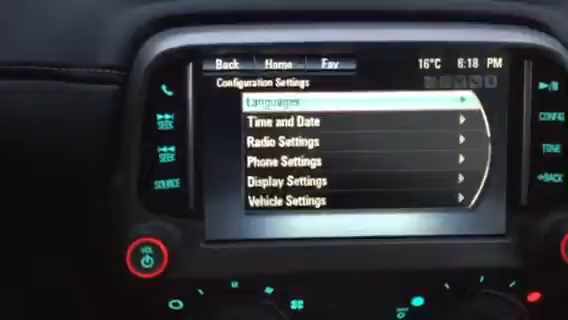 Back Home Fav 16°C 6:18 PM
Configuration Settings
Languages
Time and Date
Radio Settings
Phone Settings
Display Settings
Vehicle Settings
SEEK
SEEK
SOURCE
VOL
CONFIG
TONE
BACK